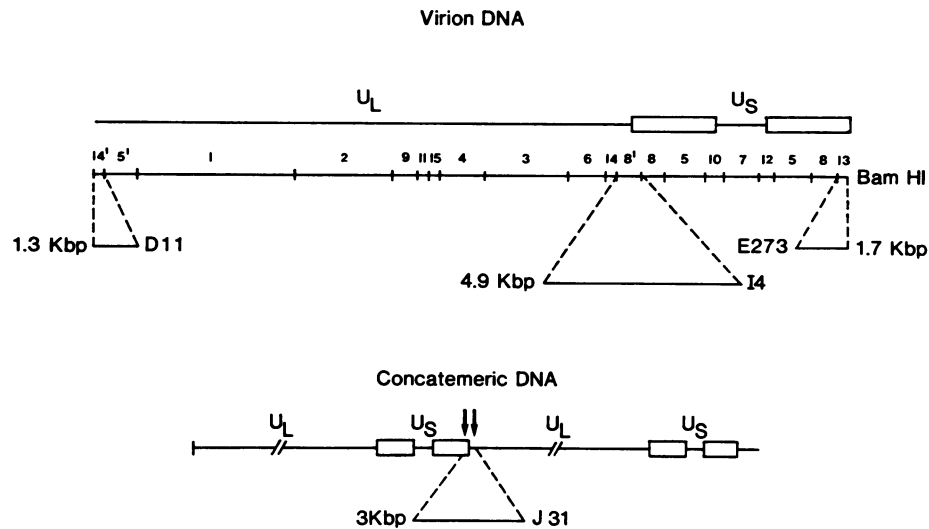 Virion DNA
U_L U_S
14' 5' 1 2 9 11 15 4 3 6 14 8' 8 5 10 7 12 5 8 13
Bam HI
1.3 Kbp D11 E273 1.7 Kbp
4.9 Kbp I4
Concatemeric DNA
U_L U_S U_L U_S
3Kbp J 31